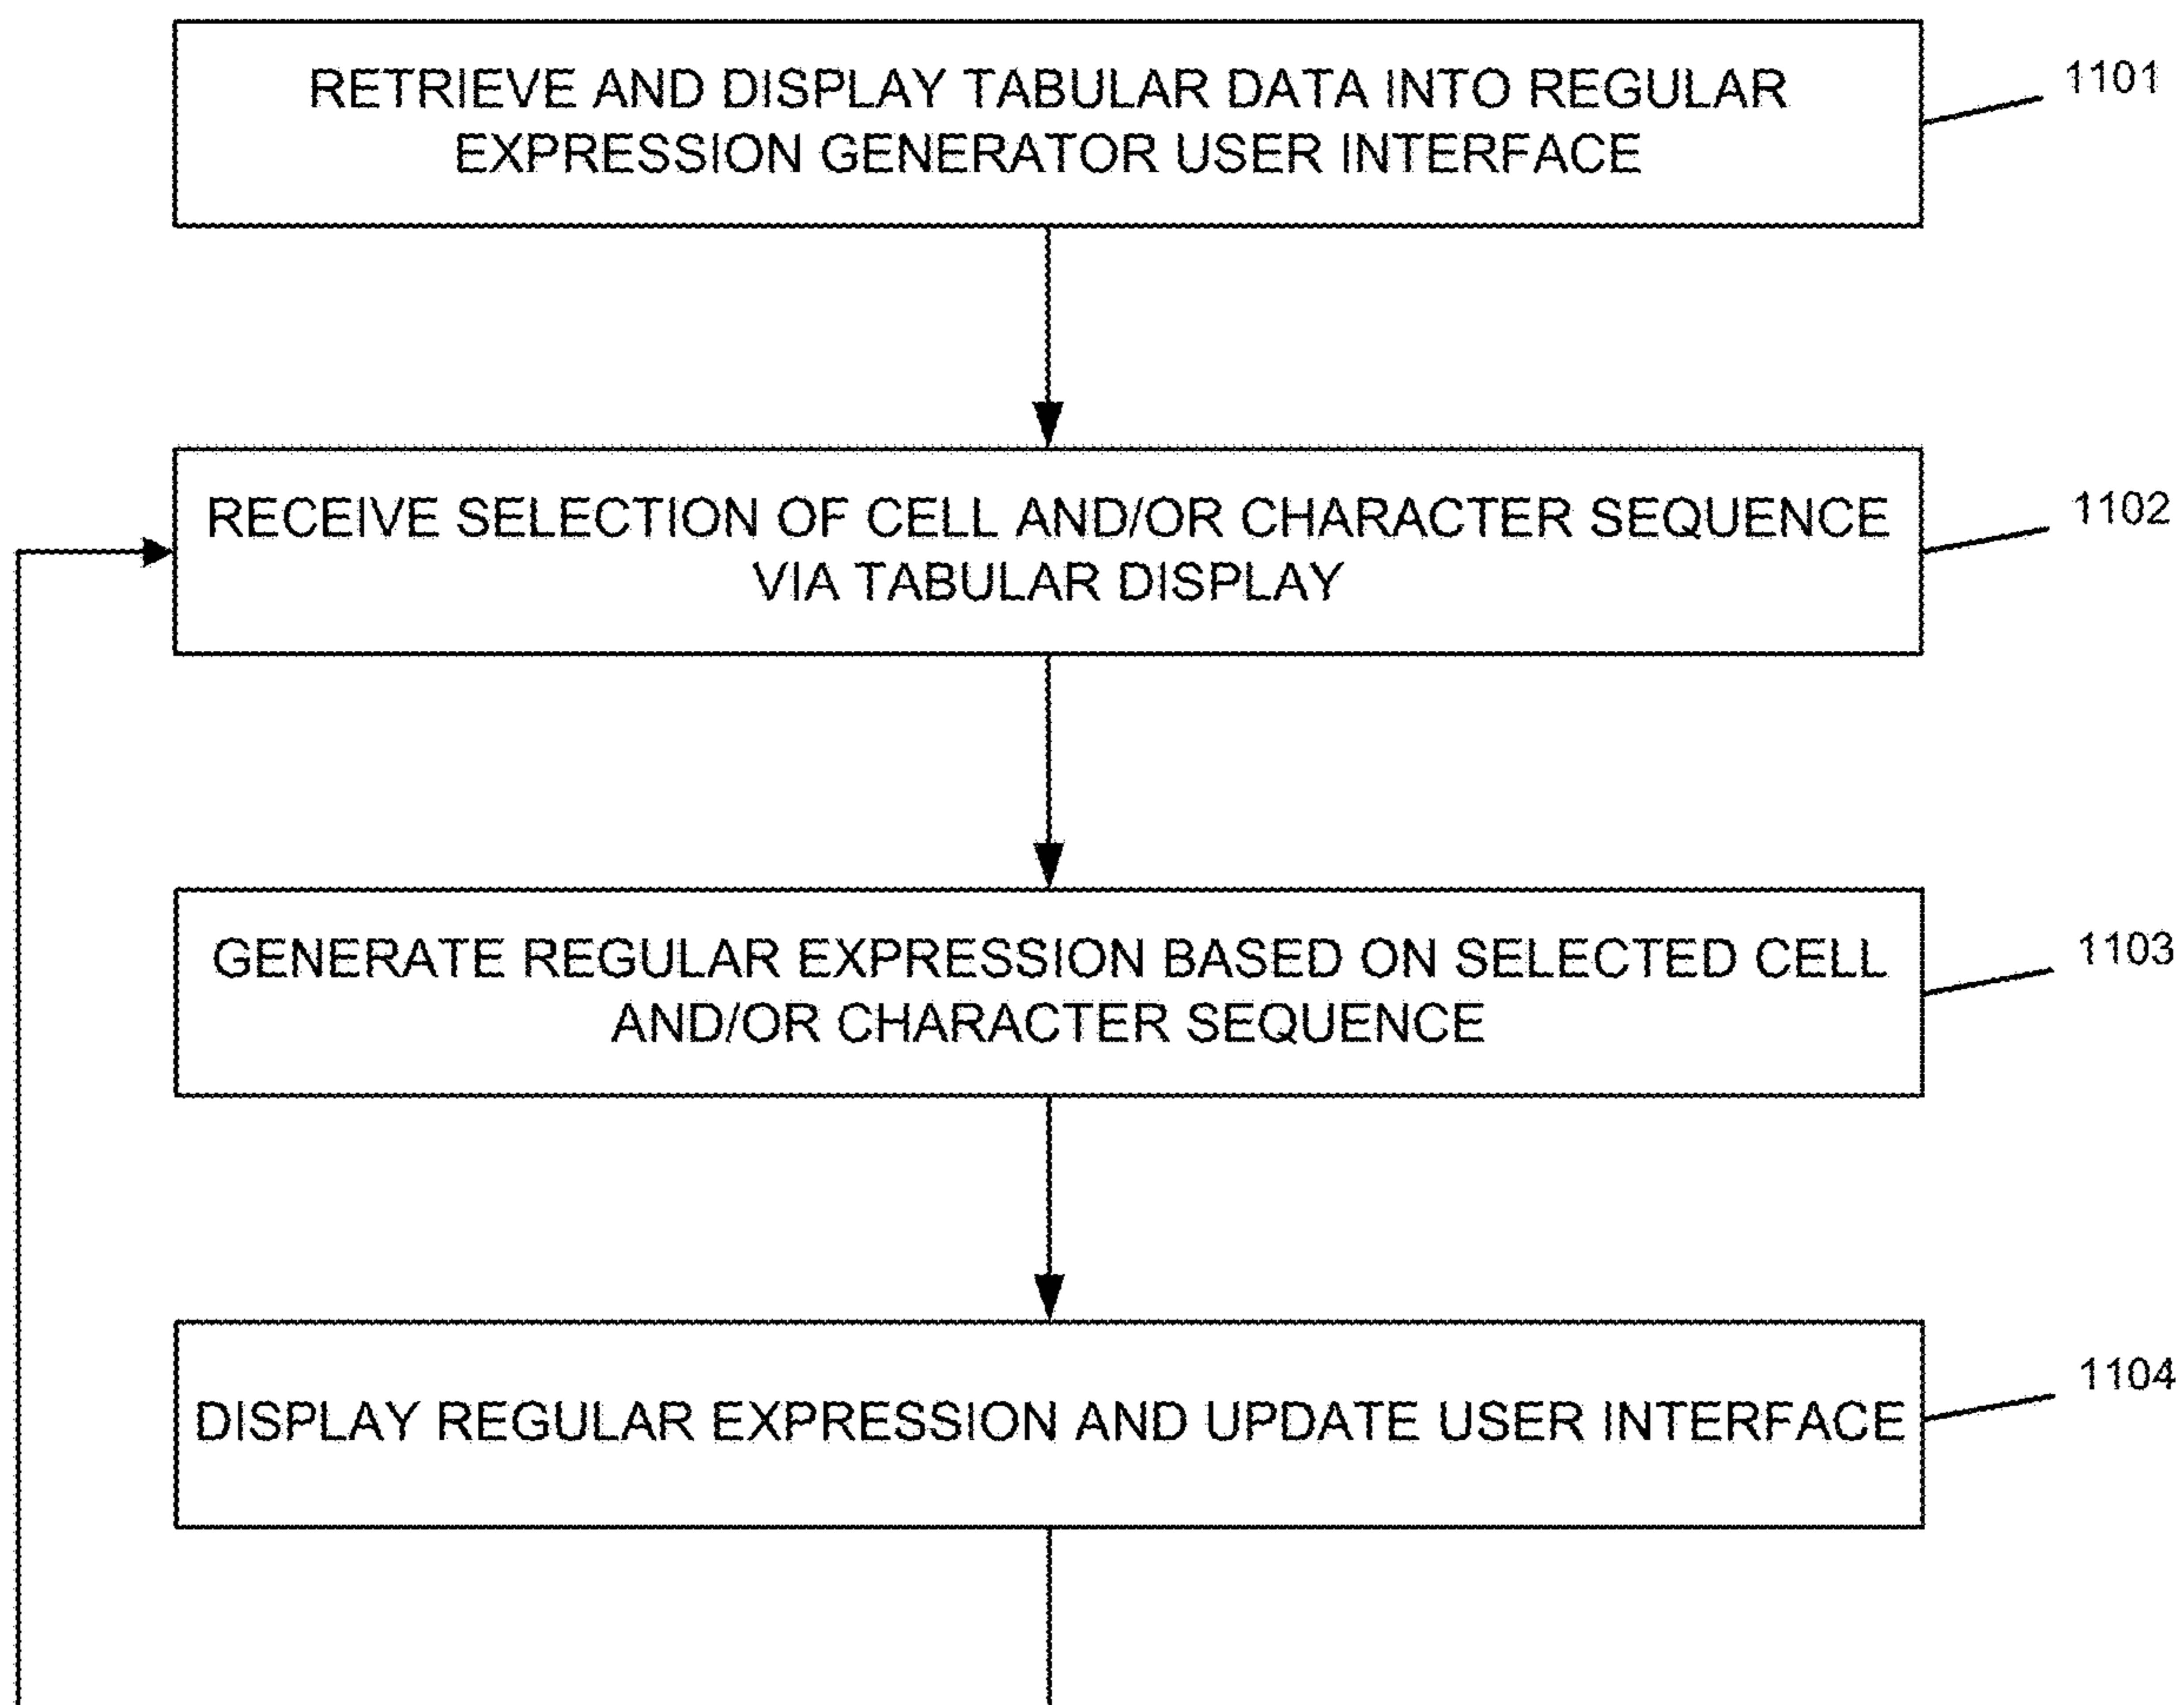 RETRIEVE AND DISPLAY TABULAR DATA INTO REGULAR
EXPRESSION GENERATOR USER INTERFACE
1101
RECEIVE SELECTION OF CELL AND/OR CHARACTER SEQUENCE
VIA TABULAR DISPLAY
1102
GENERATE REGULAR EXPRESSION BASED ON SELECTED CELL
AND/OR CHARACTER SEQUENCE
1103
DISPLAY REGULAR EXPRESSION AND UPDATE USER INTERFACE
1104